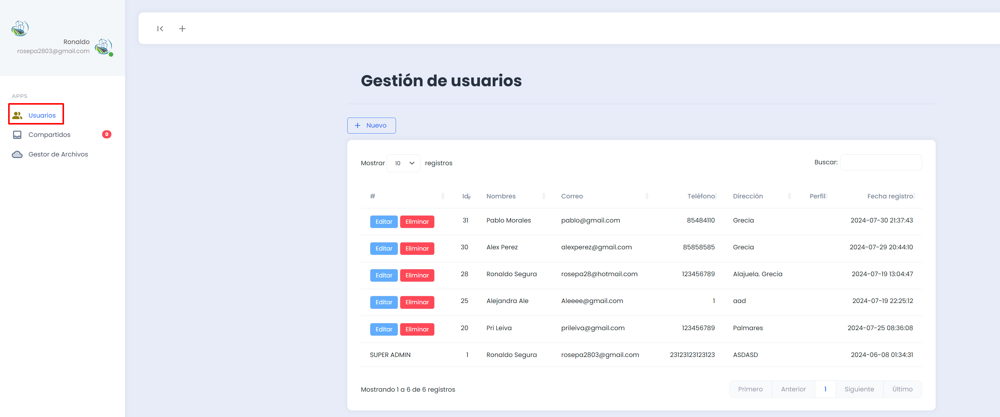 Ronaldo
rosepa2803@gmail.com
APPS
Usuarios
Compartidos 0
Gestor de Archivos
Gestión de usuarios
+ Nuevo
Mostrar 10 registros Buscar:
# Id Nombres Correo Teléfono Dirección Perfil Fecha registro
Editar Eliminar 31 Pablo Morales pablo@gmail.com 85484110 Grecia 2024-07-30 21:37:43
Editar Eliminar 30 Alex Perez alexperez@gmail.com 85858585 Grecia 2024-07-29 20:44:10
Editar Eliminar 28 Ronaldo Segura rosepa28@hotmail.com 123456789 Alajuela. Grecia 2024-07-19 13:04:47
Editar Eliminar 25 Alejandra Ale Aleeee@gmail.com 1 aad 2024-07-19 22:25:12
Editar Eliminar 20 Pri Leiva prileiva@gmail.com 123456789 Palmares 2024-07-25 08:36:08
SUPER ADMIN 1 Ronaldo Segura rosepa2803@gmail.com 23123123123123 ASDASD 2024-06-08 01:34:31
Mostrando 1 a 6 de 6 registros Primero Anterior 1 Siguiente Último